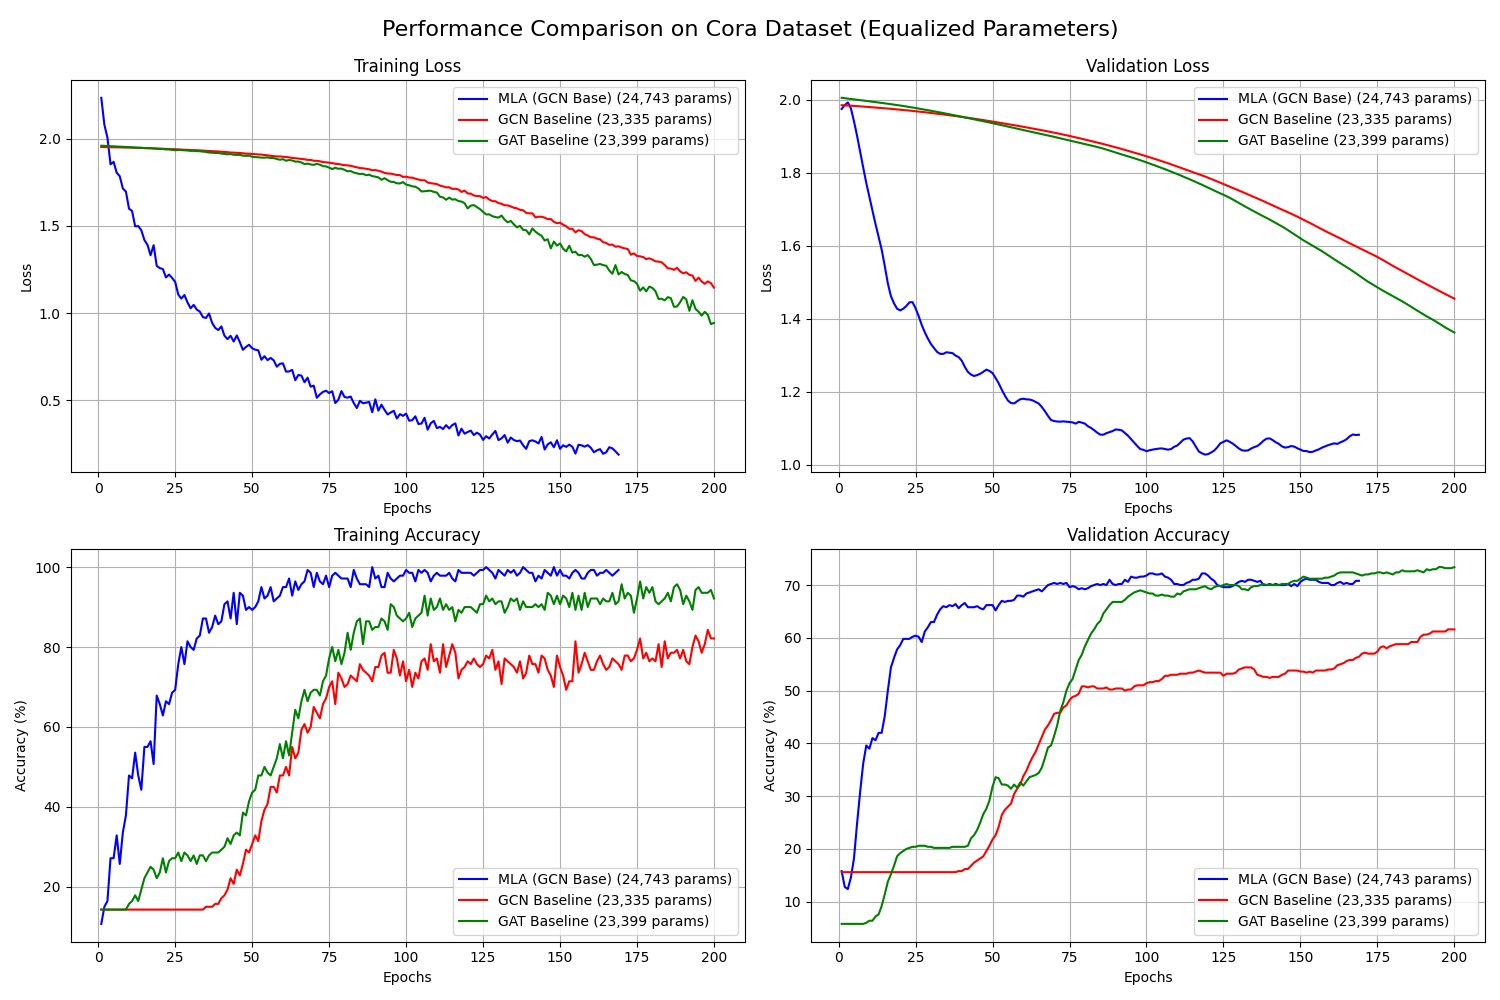 Performance Comparison on Cora Dataset (Equalized Parameters)
Training Loss
MLA (GCN Base) (24,743 params)
GCN Baseline (23,335 params)
GAT Baseline (23,399 params)
2.0
1.5
1.0
0.5
Loss
0 25 50 75 100 125 150 175 200
Epochs
Validation Loss
MLA (GCN Base) (24,743 params)
GCN Baseline (23,335 params)
GAT Baseline (23,399 params)
2.0
1.8
1.6
1.4
1.2
1.0
Loss
0 25 50 75 100 125 150 175 200
Epochs
Training Accuracy
100
80
60
40
20
Accuracy (%)
MLA (GCN Base) (24,743 params)
GCN Baseline (23,335 params)
GAT Baseline (23,399 params)
0 25 50 75 100 125 150 175 200
Epochs
Validation Accuracy
70
60
50
40
30
20
10
Accuracy (%)
MLA (GCN Base) (24,743 params)
GCN Baseline (23,335 params)
GAT Baseline (23,399 params)
0 25 50 75 100 125 150 175 200
Epochs